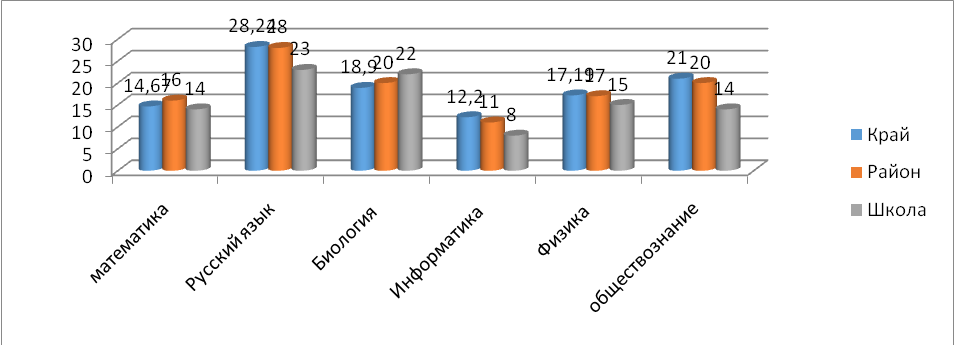 30
25
20
15
10
5
0
14,67 16 14
28,24 28 23
18,9 20 22
12,2 11 8
17,19 17 15
21 20 14
математика
Русский язык
Биология
Информатика
Физика
обществознание
Край
Район
Школа